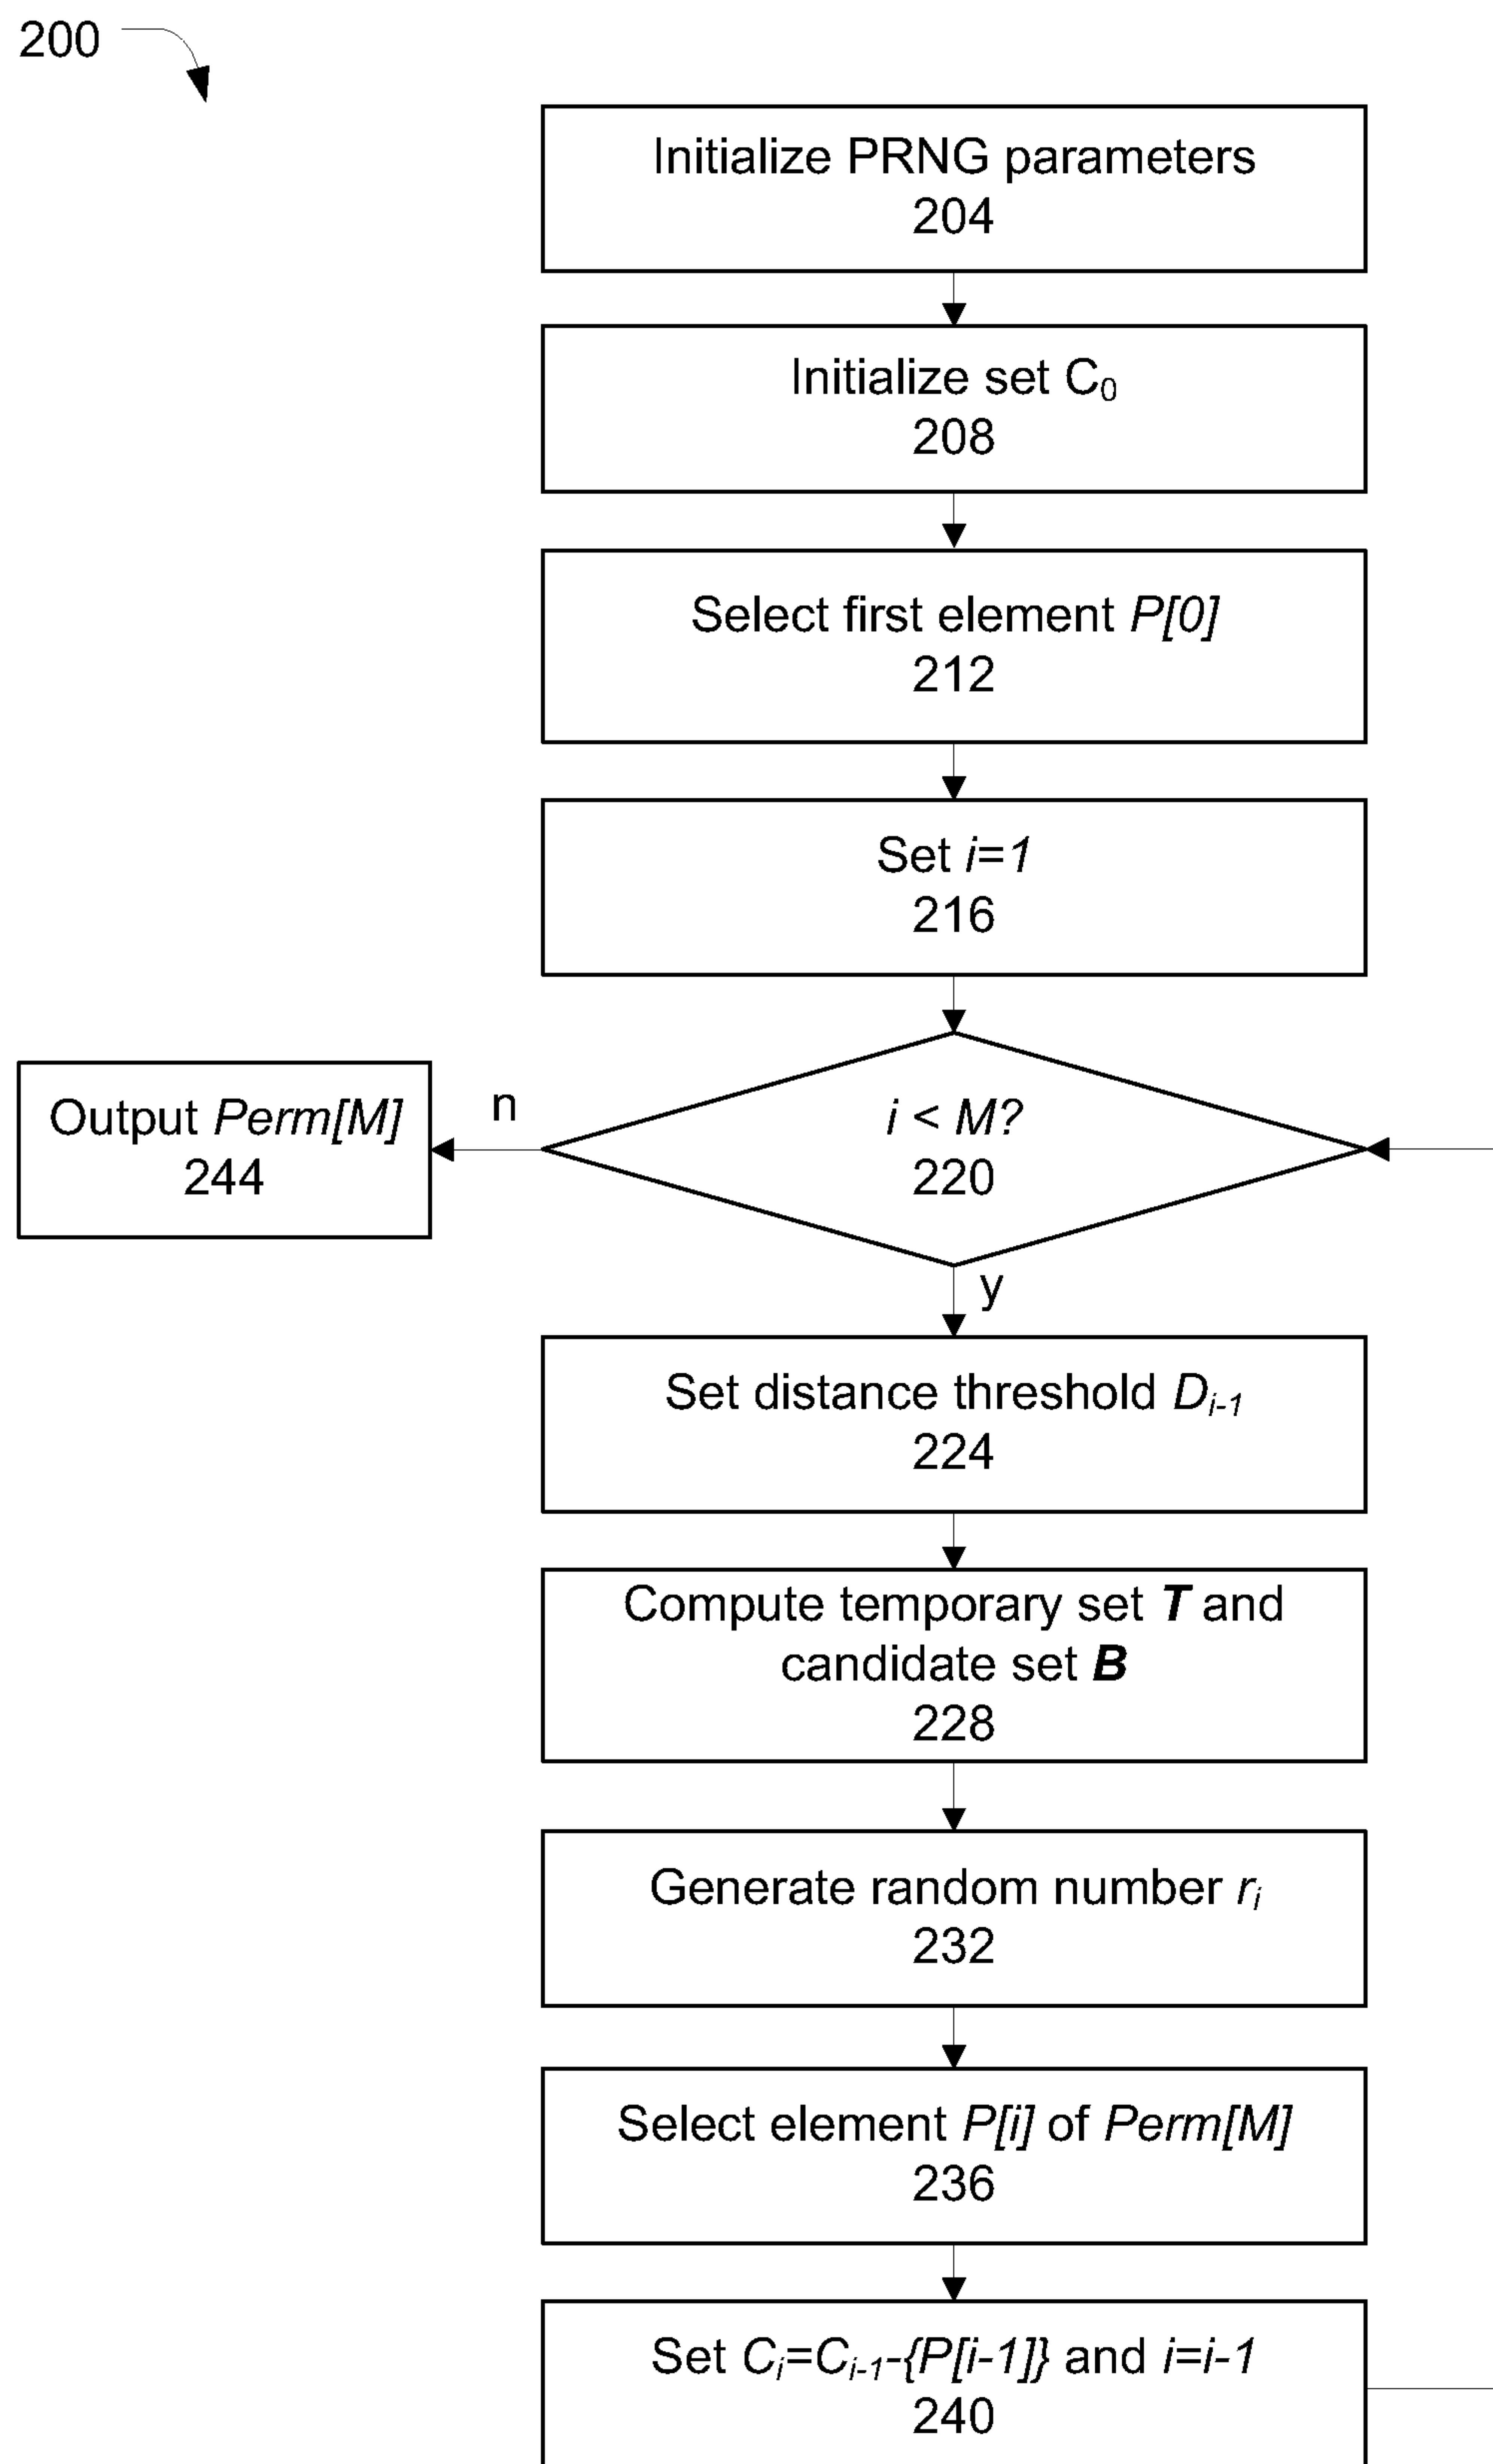 200
Initialize PRNG parameters
204
Initialize set C₀
208
Select first element P[0]
212
Set i=1
216
i < M?
220
n
Output Perm[M]
244
y
Set distance threshold Dᵢ₋₁
224
Compute temporary set T and
candidate set B
228
Generate random number rᵢ
232
Select element P[i] of Perm[M]
236
Set Cᵢ=Cᵢ₋₁-{P[i-1]} and i=i-1
240